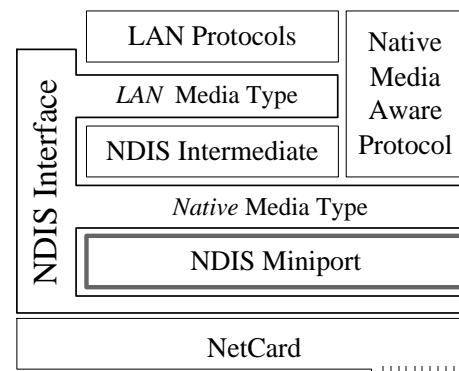 LAN Protocols
Native
Media
Aware
Protocol
LAN Media Type
NDIS Intermediate
NDIS Interface
Native Media Type
NDIS Miniport
NetCard